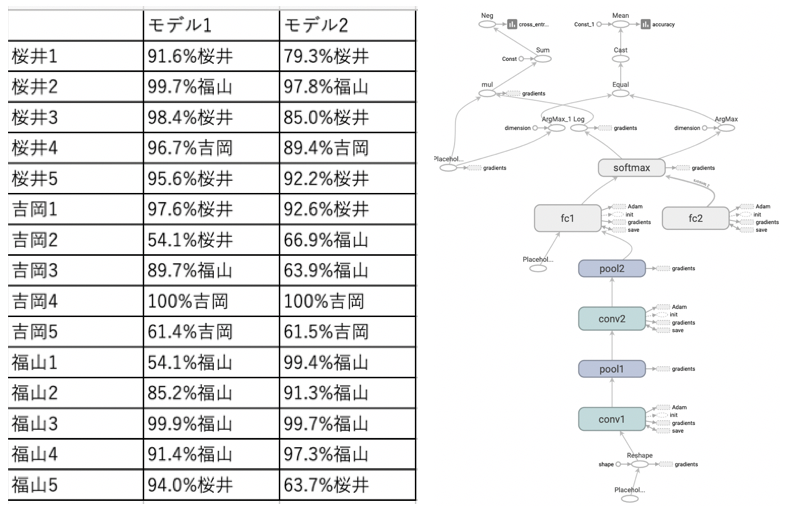 モデル1 モデル2
桜井1 91.6%桜井 79.3%桜井
桜井2 99.7%福山 97.8%福山
桜井3 98.4%桜井 85.0%桜井
桜井4 96.7%吉岡 89.4%吉岡
桜井5 95.6%桜井 92.2%桜井
吉岡1 97.6%桜井 92.6%桜井
吉岡2 54.1%桜井 66.9%福山
吉岡3 89.7%福山 63.9%福山
吉岡4 100%吉岡 100%吉岡
吉岡5 61.4%吉岡 61.5%吉岡
福山1 54.1%福山 99.4%福山
福山2 85.2%福山 91.3%福山
福山3 99.9%福山 99.7%福山
福山4 91.4%福山 97.3%福山
福山5 94.0%桜井 63.7%桜井
Neg
cross_entr...
Const_1
Mean
accuracy
Const
Sum
Cast
mul
gradients
Equal
dimension
ArgMax_1
Log
gradients
dimension
ArgMax
Placehol...
gradients
softmax
gradients
fc1
Adam
init
gradients
save
fc2
Adam
init
gradients
save
Placehol...
pool2
gradients
conv2
Adam
init
gradients
save
pool1
gradients
conv1
Adam
init
gradients
save
shape
Reshape
gradients
Placehol...